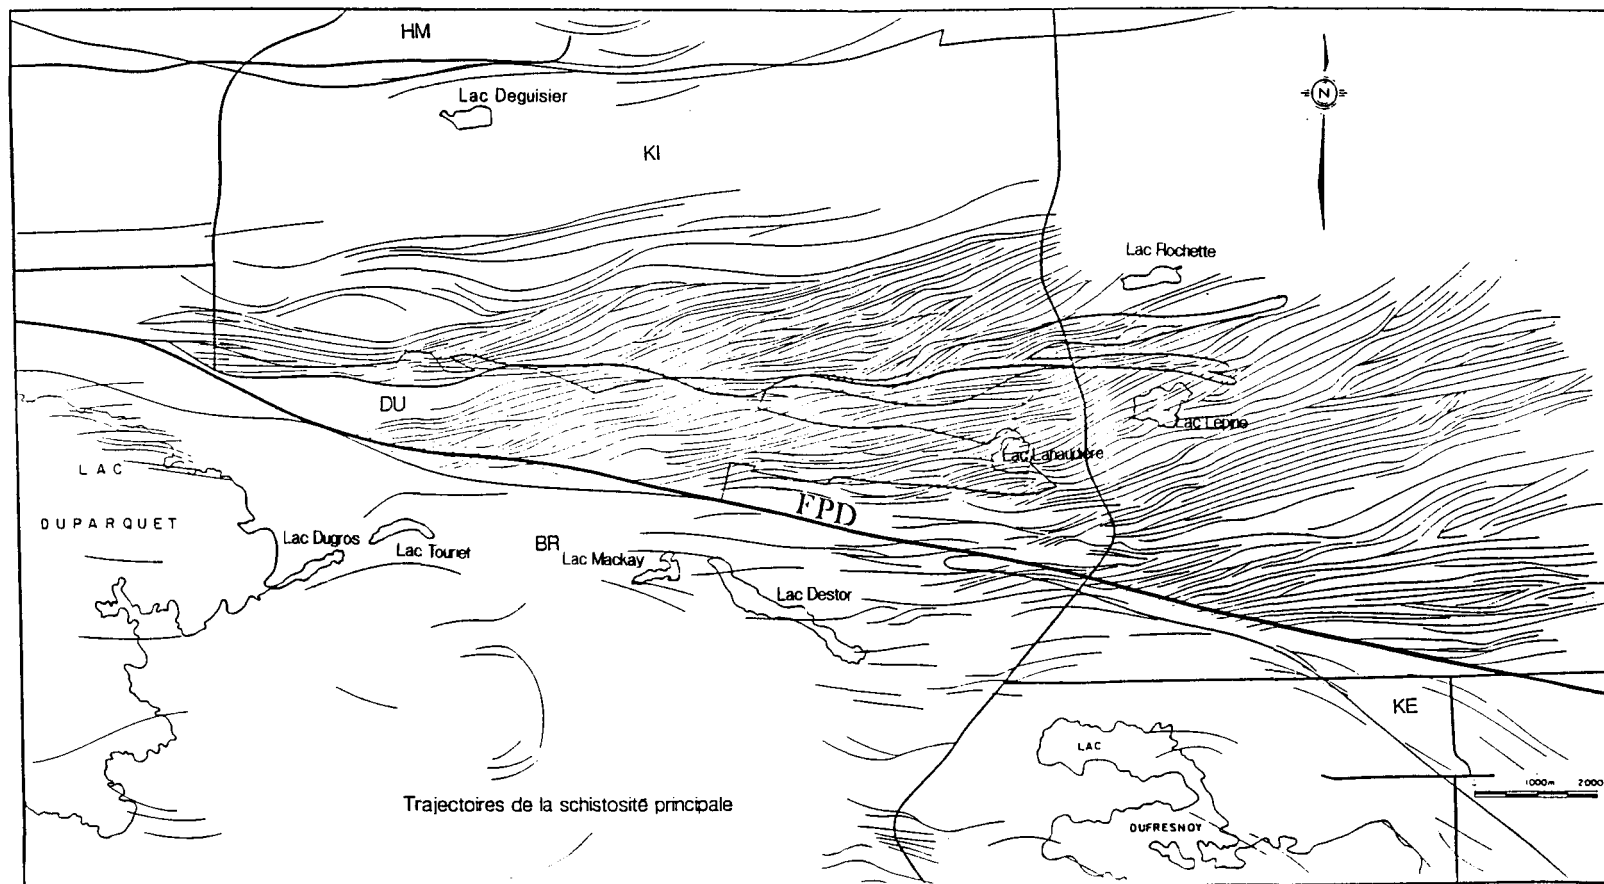 HM
Lac Deguisier
N
KI
Lac Rochette
DU
Lac Lepine
Lac Lanaudiere
LAC
DUPARQUET
FPD
Lac Dugros
Lac Touriet
BR
Lac Mackay
Lac Destor
KE
LAC
1000m 2000
Trajectoires de la schistosité principale
DUFRESNOY